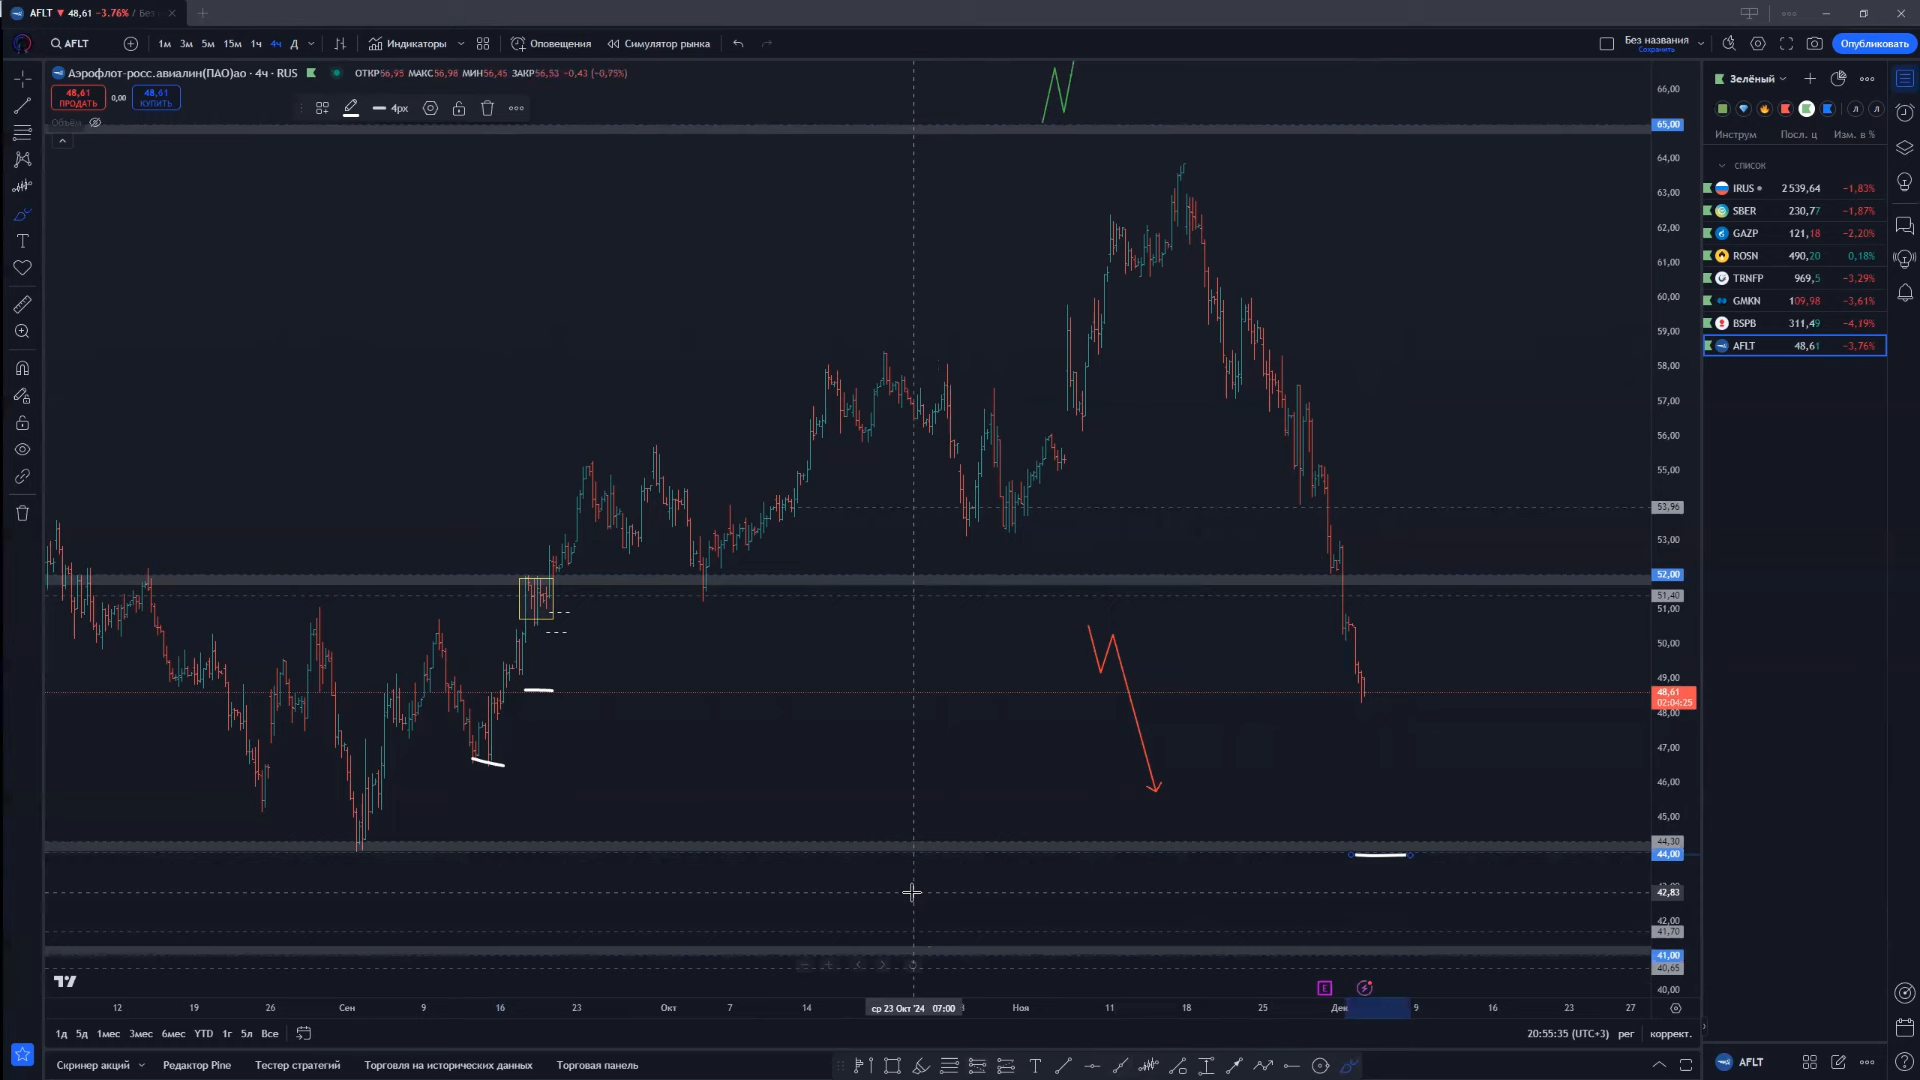 AFLT ▼ 48,61 −3.76% / Без
AFLT
1м 3м 5м 15м 1ч 4ч Д
Индикаторы
Оповещения
Симулятор рынка
Без названия
Сохранить
Опубликовать
Аэрофлот-росс.авиалин(ПАО)ао · 4ч · RUS
ОТКР56,95 МАКС56,98 МИН56,45 ЗАКР56,53 −0,43 (−0,75%)
48,61
ПРОДАТЬ
0,00
48,61
КУПИТЬ
4px
Объём
66,00
65,00
64,00
63,00
62,00
61,00
60,00
59,00
58,00
57,00
56,00
55,00
53,96
53,00
52,00
51,40
51,00
50,00
49,00
48,61
02:04:25
48,00
47,00
46,00
45,00
44,30
44,00
42,83
42,00
41,70
41,00
40,65
40,00
Зелёный
Л Л
Инструм Посл. ц Изм. в %
СПИСОК
IRUS 2 539,64 −1,83%
SBER 230,77 −1,87%
GAZP 121,18 −2,20%
ROSN 490,20 0,18%
TRNFP 969,5 −3,29%
GMKN 109,98 −3,61%
BSPB 311,49 −4,19%
AFLT 48,61 −3,76%
E
12 19 26 Сен 9 16 23 Окт 7 14 ср 23 Окт '24 07:00 Ноя 11 18 25 Дек 9 16 23 27
1д 5д 1мес 3мес 6мес YTD 1г 5л Все
20:55:35 (UTC+3) рег коррект.
Скринер акций
Редактор Pine
Тестер стратегий
Торговля на исторических данных
Торговая панель
AFLT